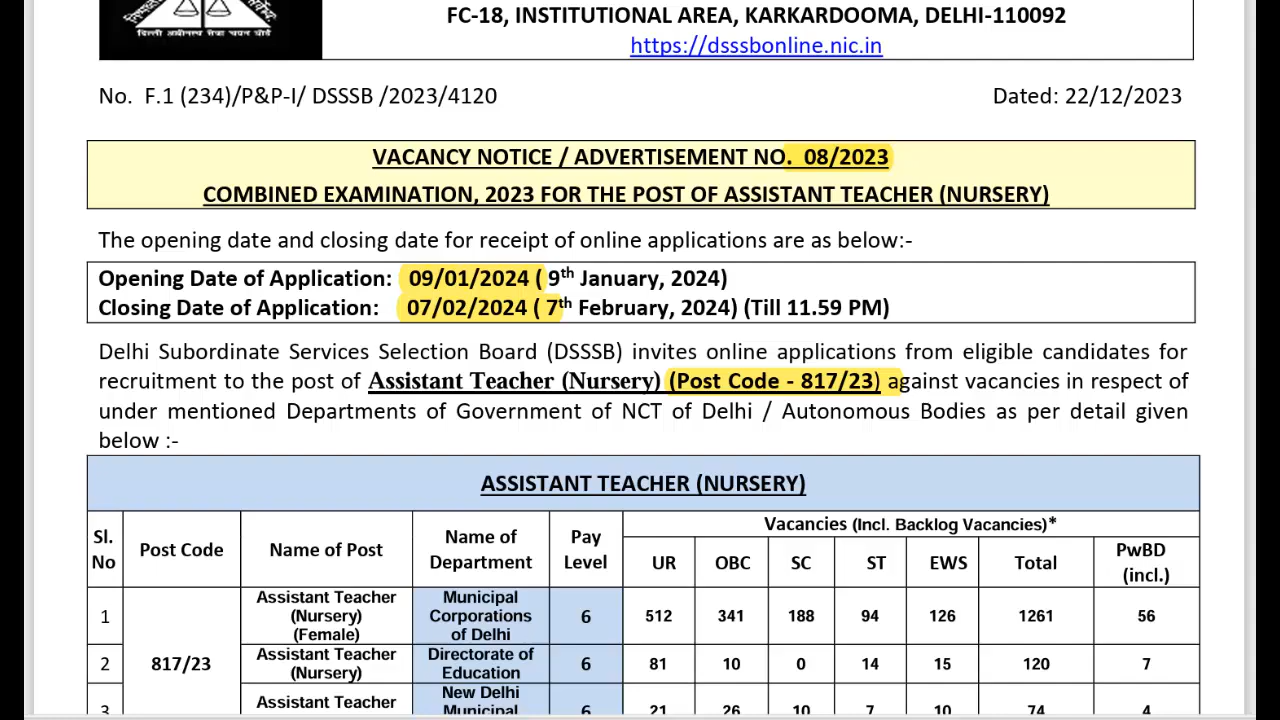 FC-18, INSTITUTIONAL AREA, KARKARDOOMA, DELHI-110092
दिल्ली अधीनस्थ सेवा चयन बोर्ड
https://dsssbonline.nic.in
No. F.1 (234)/P&P-I/ DSSSB /2023/4120 Dated: 22/12/2023
VACANCY NOTICE / ADVERTISEMENT NO. 08/2023
COMBINED EXAMINATION, 2023 FOR THE POST OF ASSISTANT TEACHER (NURSERY)
The opening date and closing date for receipt of online applications are as below:-
Opening Date of Application: 09/01/2024 ( 9th January, 2024)
Closing Date of Application: 07/02/2024 ( 7th February, 2024) (Till 11.59 PM)
Delhi Subordinate Services Selection Board (DSSSB) invites online applications from eligible candidates for
recruitment to the post of Assistant Teacher (Nursery) (Post Code - 817/23) against vacancies in respect of
under mentioned Departments of Government of NCT of Delhi / Autonomous Bodies as per detail given
below :-
ASSISTANT TEACHER (NURSERY)
Sl. No Post Code Name of Post Name of Department Pay Level Vacancies (Incl. Backlog Vacancies)*
UR OBC SC ST EWS Total PwBD (incl.)
1 817/23 Assistant Teacher (Nursery) (Female) Municipal Corporations of Delhi 6 512 341 188 94 126 1261 56
2 Assistant Teacher (Nursery) Directorate of Education 6 81 10 0 14 15 120 7
3 Assistant Teacher New Delhi Municipal 6 21 26 10 7 10 74 4